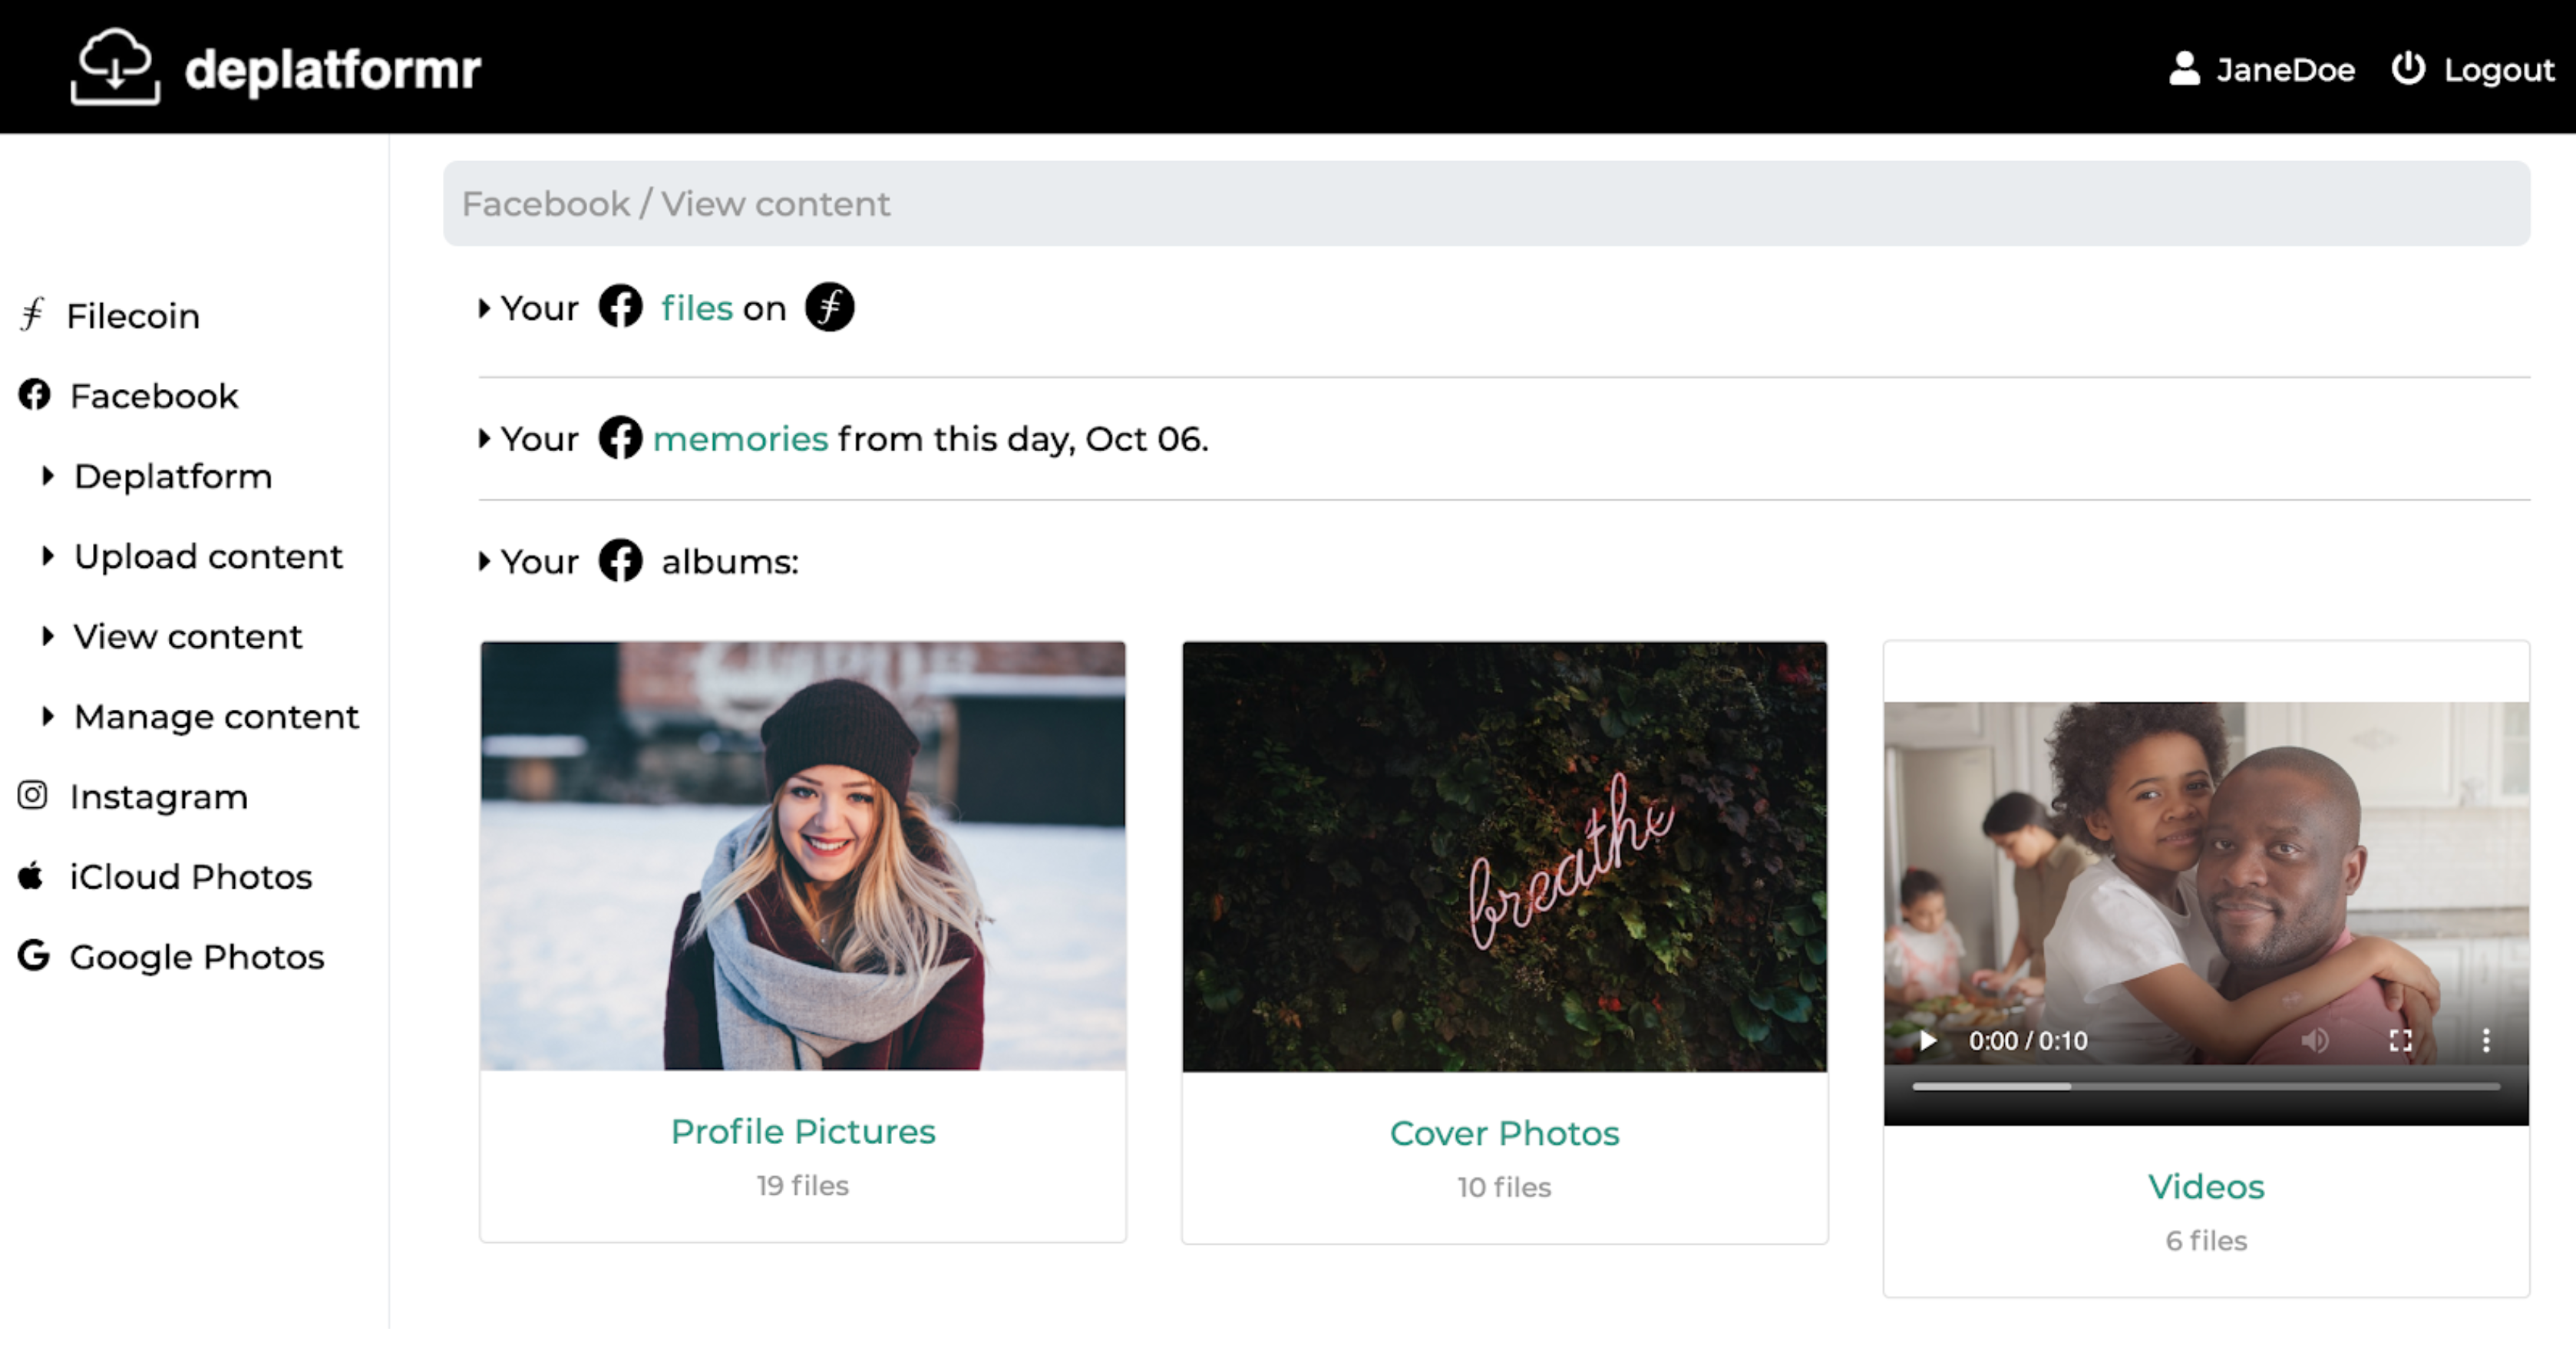 deplatformr
JaneDoe Logout
Facebook / View content
Filecoin
Facebook
Deplatform
Upload content
View content
Manage content
Instagram
iCloud Photos
Google Photos
Your files on
Your memories from this day, Oct 06.
Your albums:
breathe
0:00 / 0:10
Profile Pictures
19 files
Cover Photos
10 files
Videos
6 files